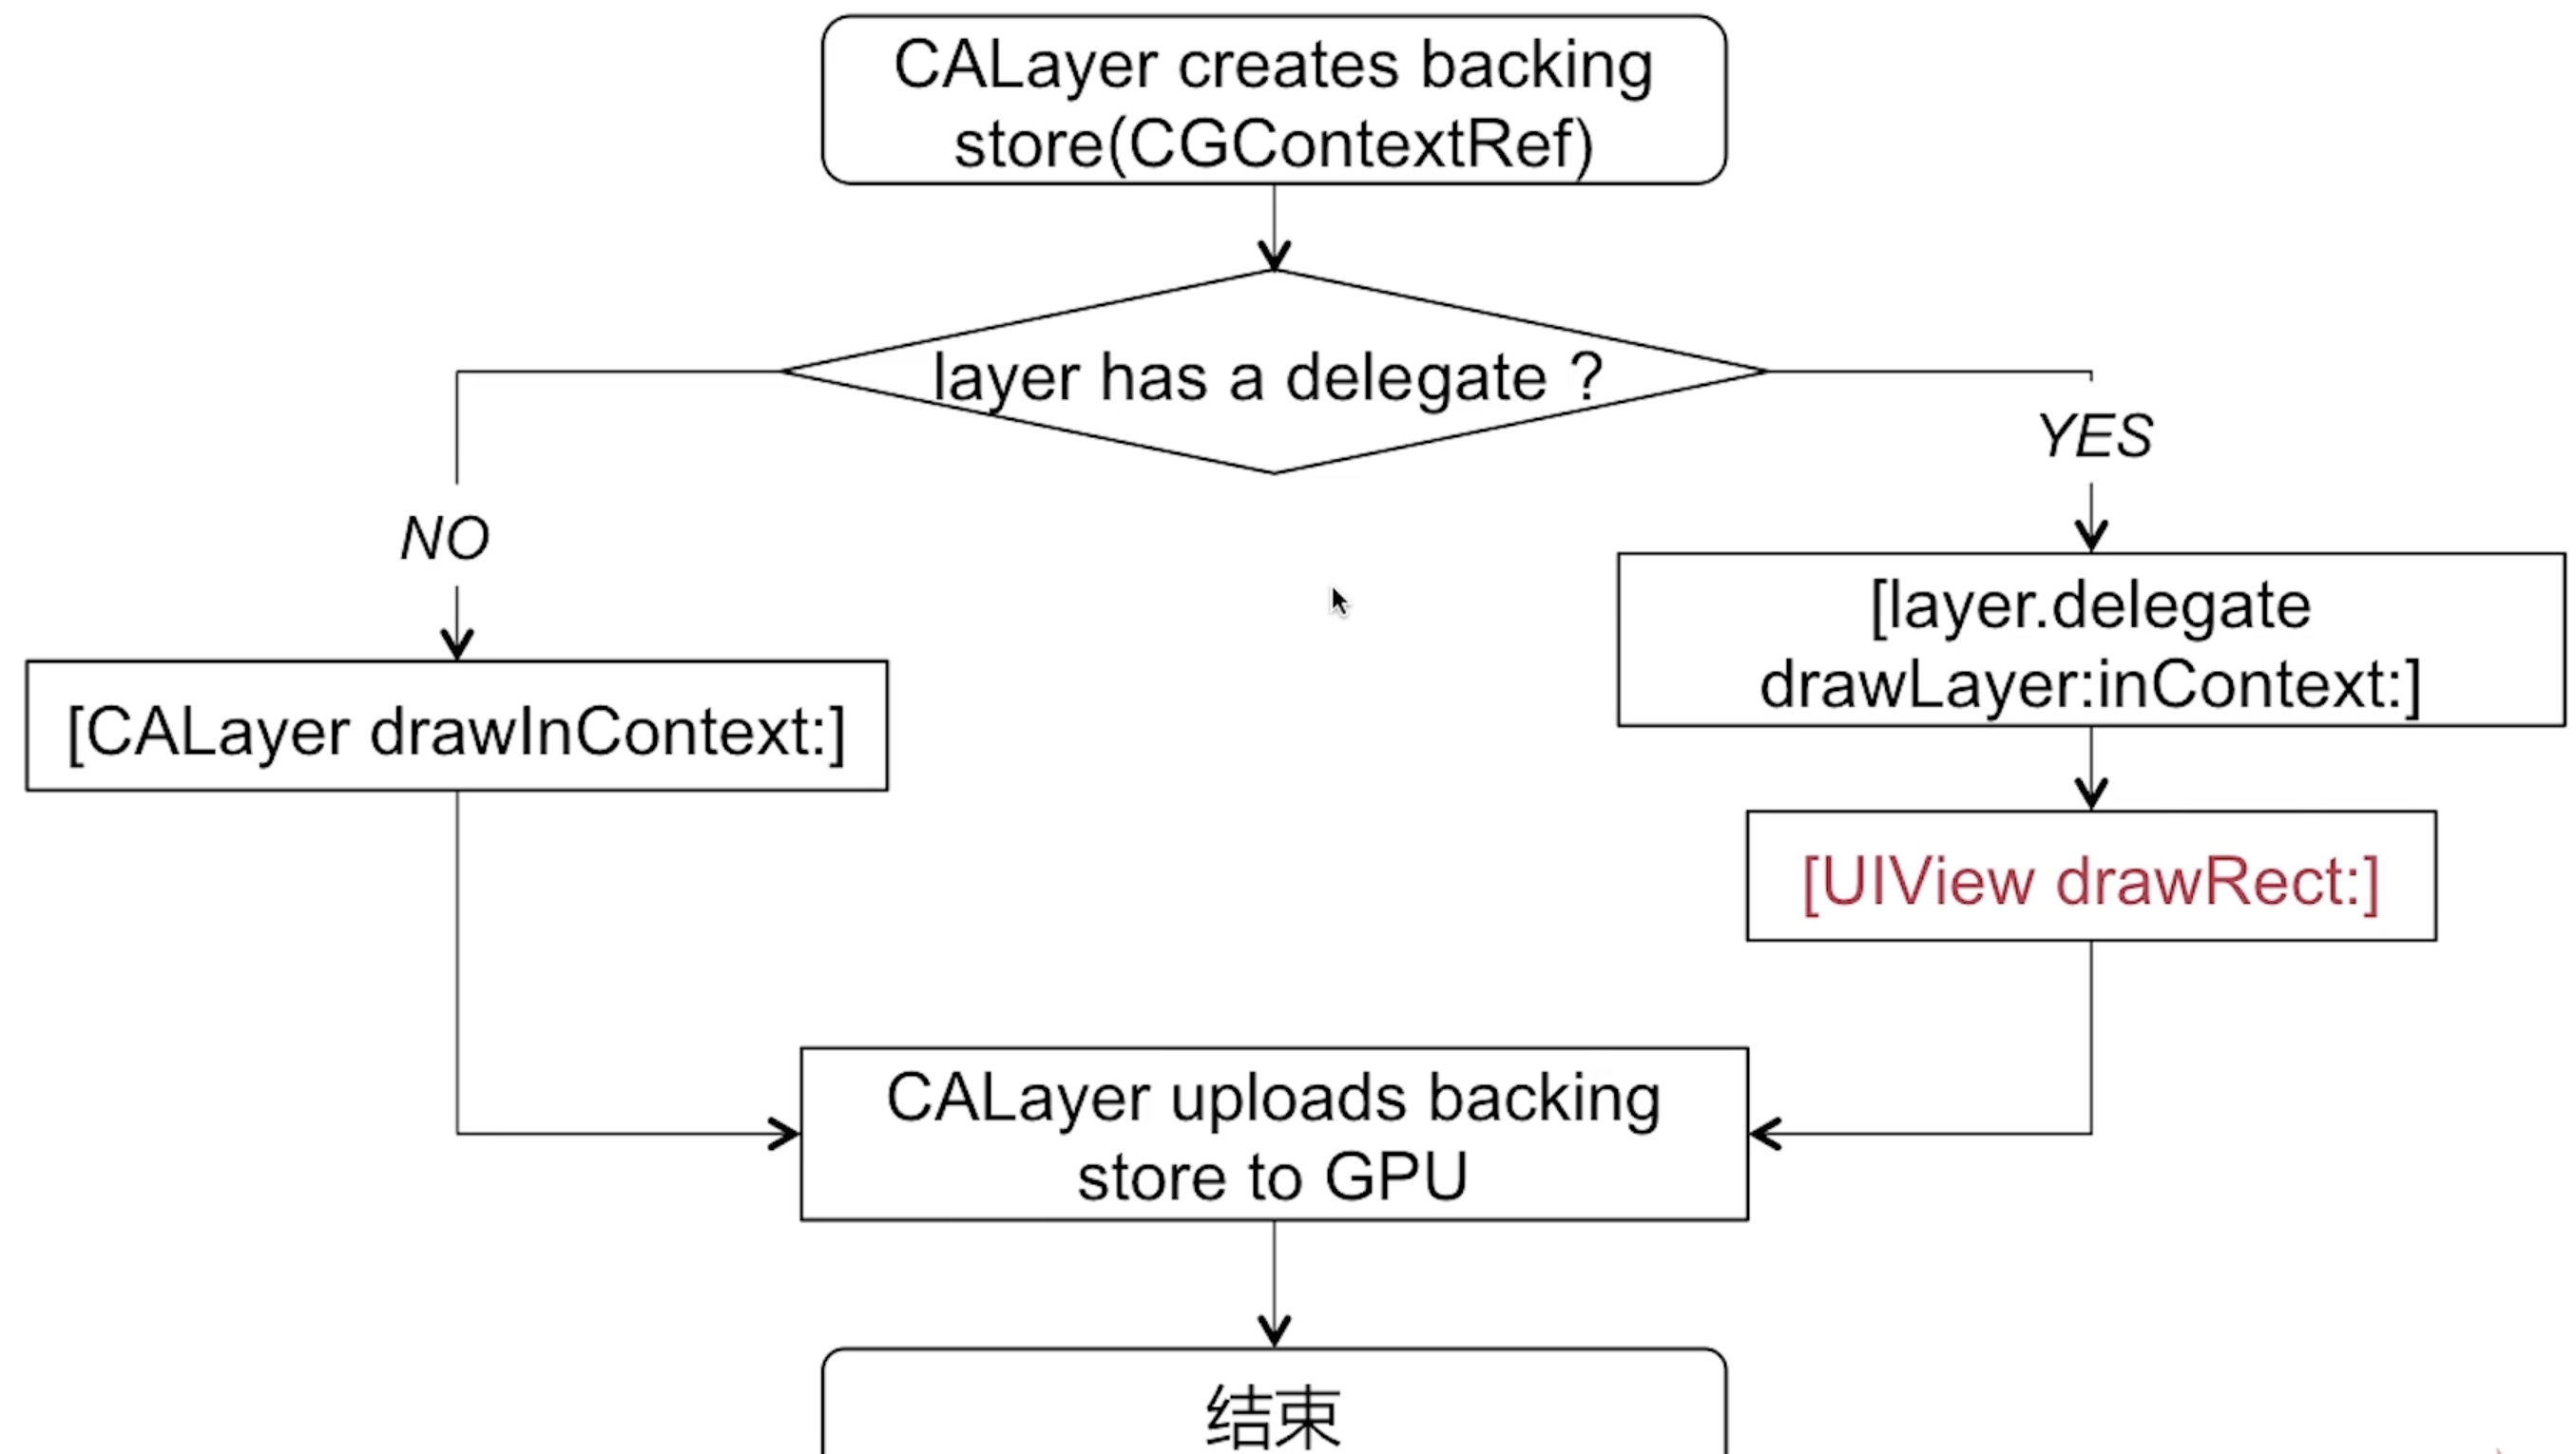 CALayer creates backing
store(CGContextRef)
layer has a delegate ?
YES
NO
[layer.delegate
drawLayer:inContext:]
[CALayer drawInContext:]
[UIView drawRect:]
CALayer uploads backing
store to GPU
结束